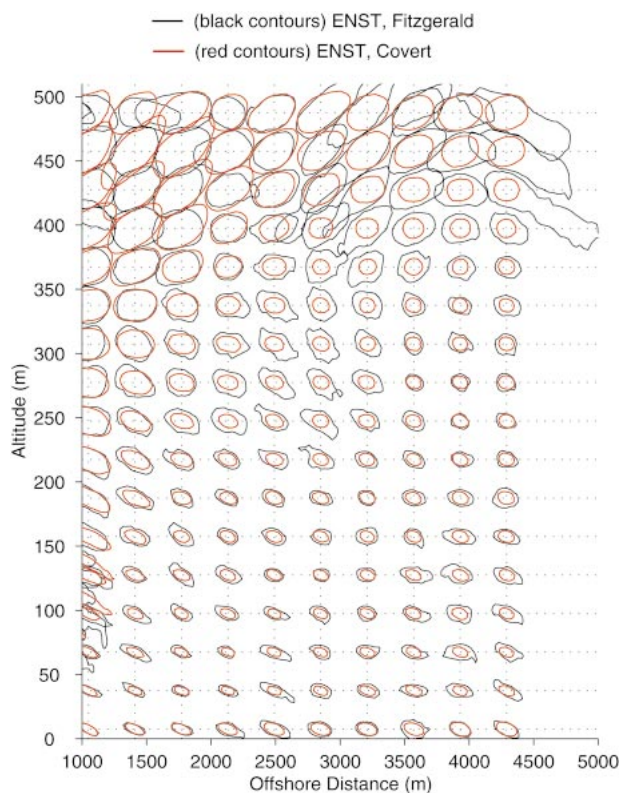 (black contours) ENST, Fitzgerald
(red contours) ENST, Covert
500
450
400
350
300
250
200
150
100
50
0
Altitude (m)
1000 1500 2000 2500 3000 3500 4000 4500 5000
Offshore Distance (m)